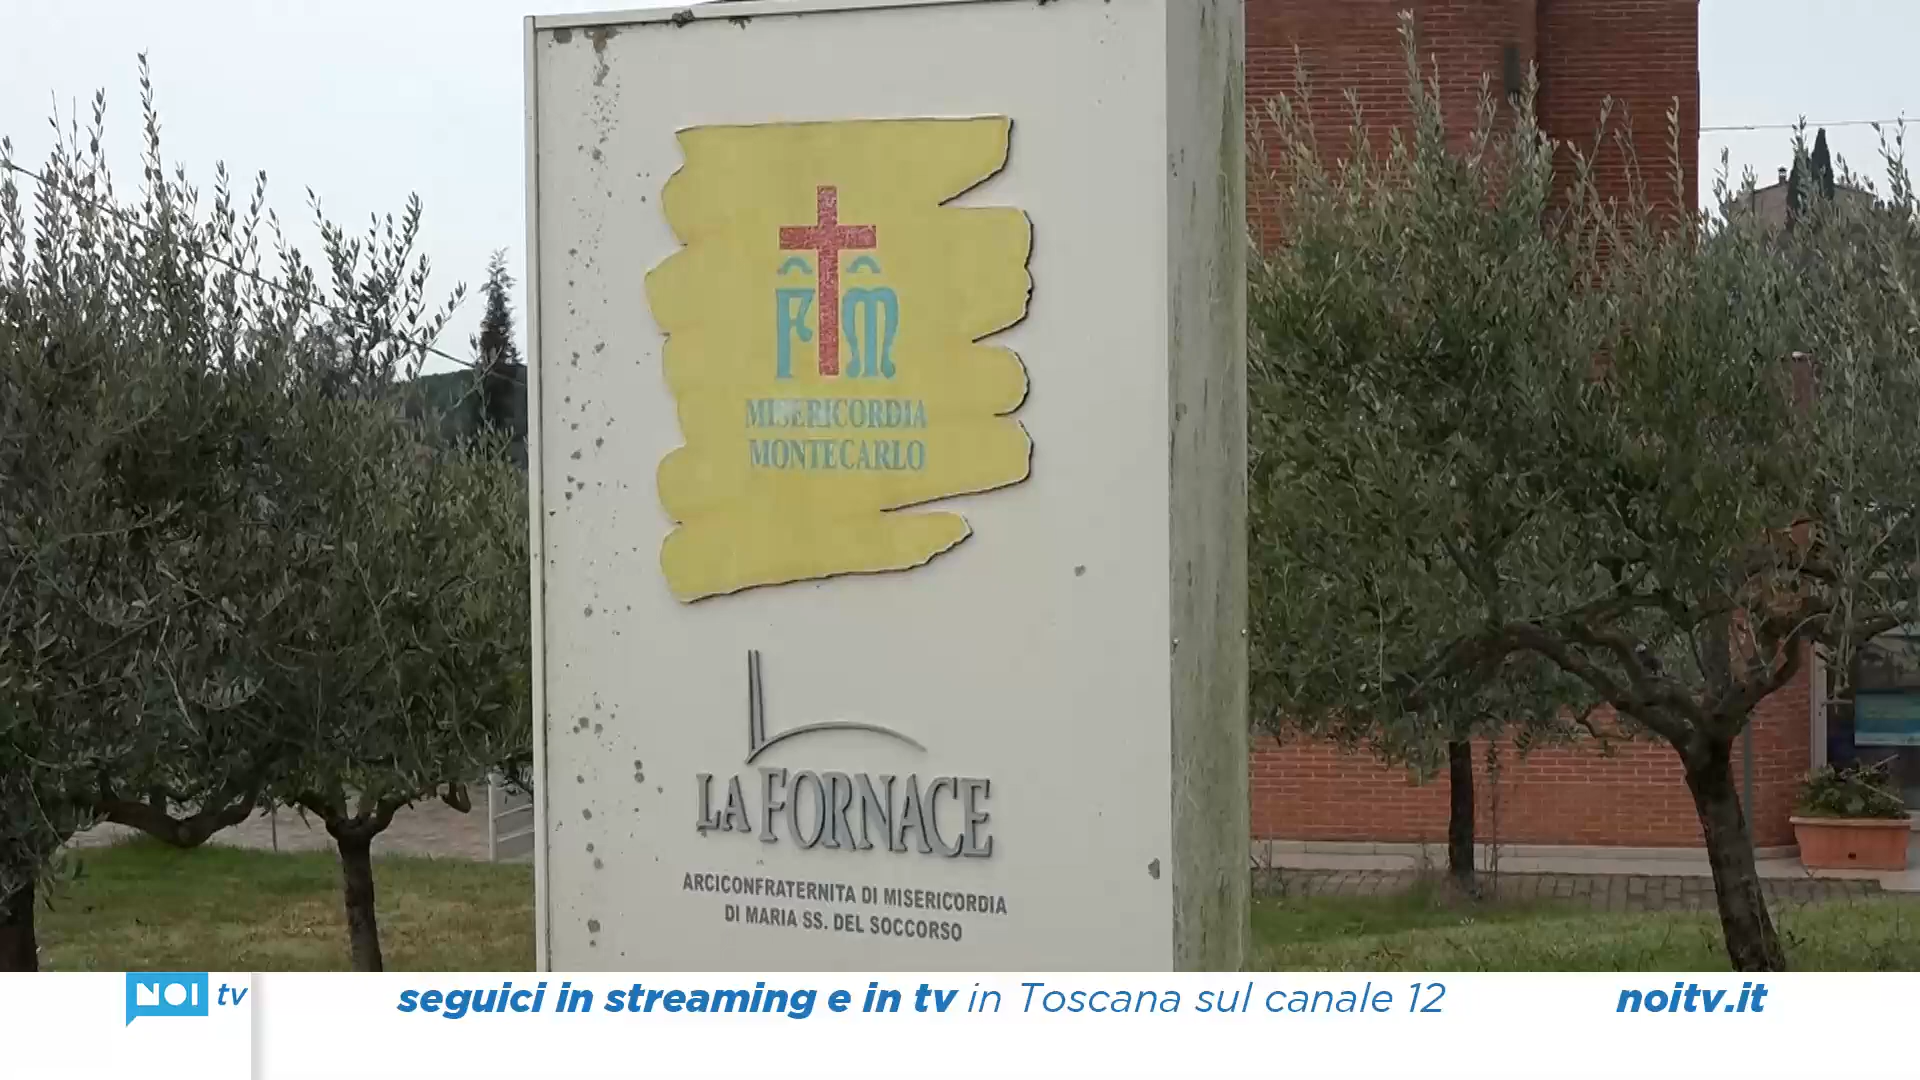 F M
MISERICORDIA
MONTECARLO
LA FORNACE
ARCICONFRATERNITA DI MISERICORDIA
DI MARIA SS. DEL SOCCORSO
NOI tv
seguici in streaming e in tv in Toscana sul canale 12
noitv.it